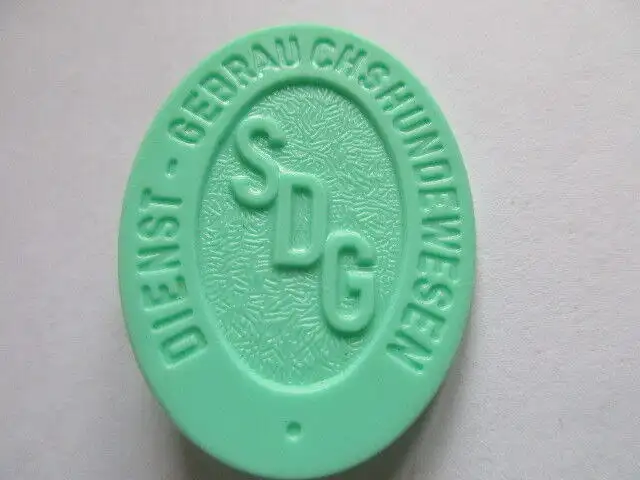 DIENST - GEBRAUCHSHUNDEWESEN
SDG